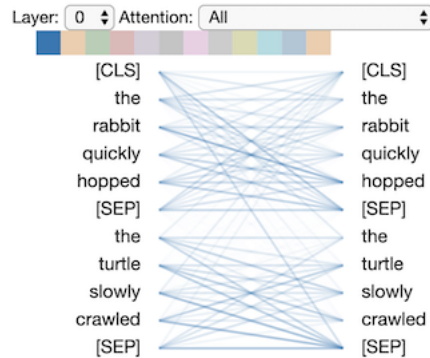 Layer: 0 Attention: All
[CLS] [CLS]
the the
rabbit rabbit
quickly quickly
hopped hopped
[SEP] [SEP]
the the
turtle turtle
slowly slowly
crawled crawled
[SEP] [SEP]